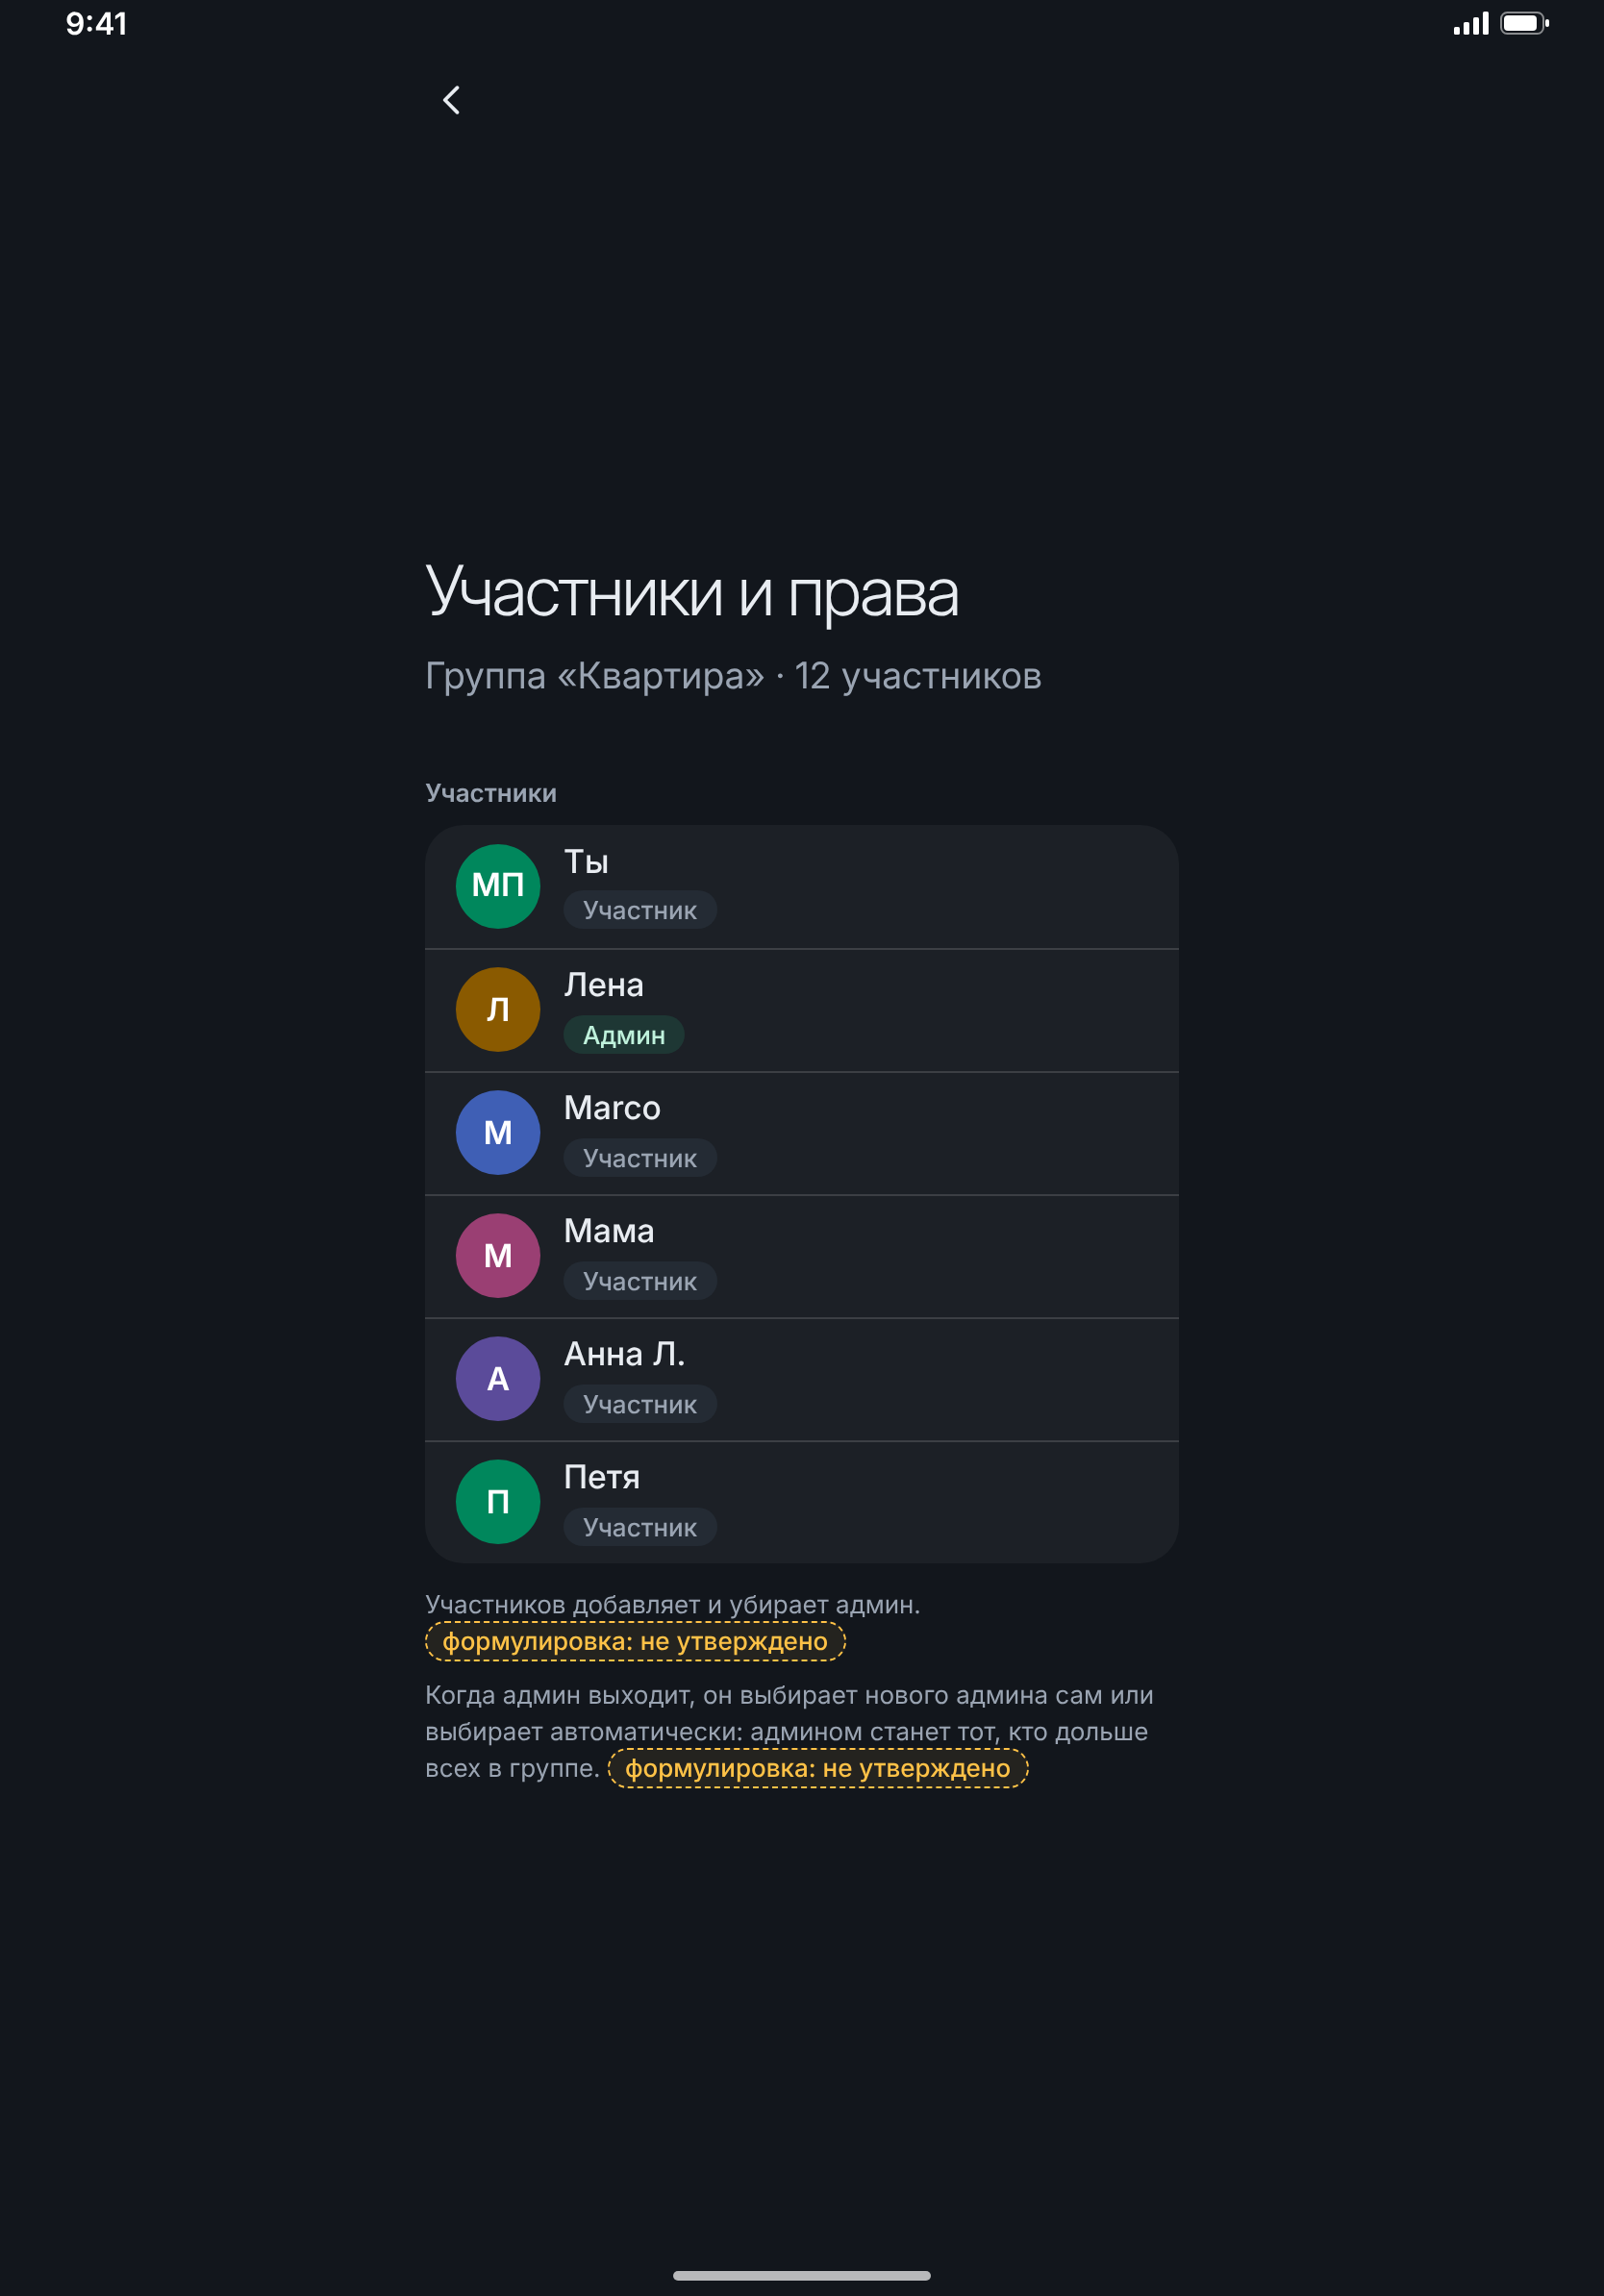 9:41
Участники и права
Группа «Квартира» · 12 участников
Участники
МП
Ты
Участник
Л
Лена
Админ
M
Marco
Участник
М
Мама
Участник
А
Анна Л.
Участник
П
Петя
Участник
Участников добавляет и убирает админ.
формулировка: не утверждено
Когда админ выходит, он выбирает нового админа сам или
выбирает автоматически: админом станет тот, кто дольше
всех в группе. формулировка: не утверждено